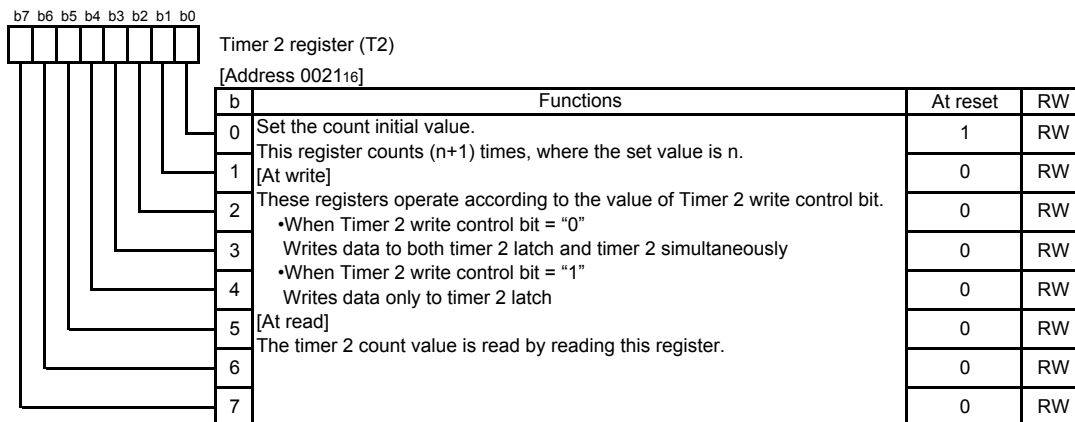 b7 b6 b5 b4 b3 b2 b1 b0
Timer 2 register (T2)
[Address 002116]
b Functions At reset RW
0 Set the count initial value. 1 RW
This register counts (n+1) times, where the set value is n.
1 [At write] 0 RW
These registers operate according to the value of Timer 2 write control bit.
2 0 RW
•When Timer 2 write control bit = “0”
3 Writes data to both timer 2 latch and timer 2 simultaneously 0 RW
•When Timer 2 write control bit = “1”
4 Writes data only to timer 2 latch 0 RW
5 [At read] 0 RW
The timer 2 count value is read by reading this register.
6 0 RW
7 0 RW